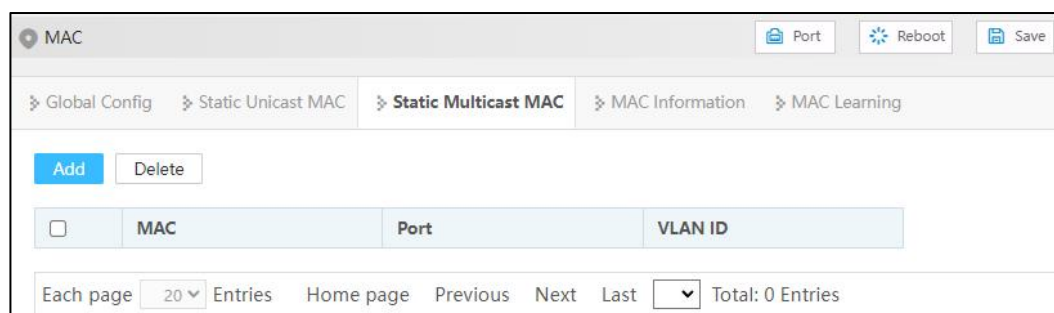 MAC Port Reboot Save
Global Config Static Unicast MAC Static Multicast MAC MAC Information MAC Learning
Add Delete
MAC Port VLAN ID
Each page 20 Entries Home page Previous Next Last Total: 0 Entries